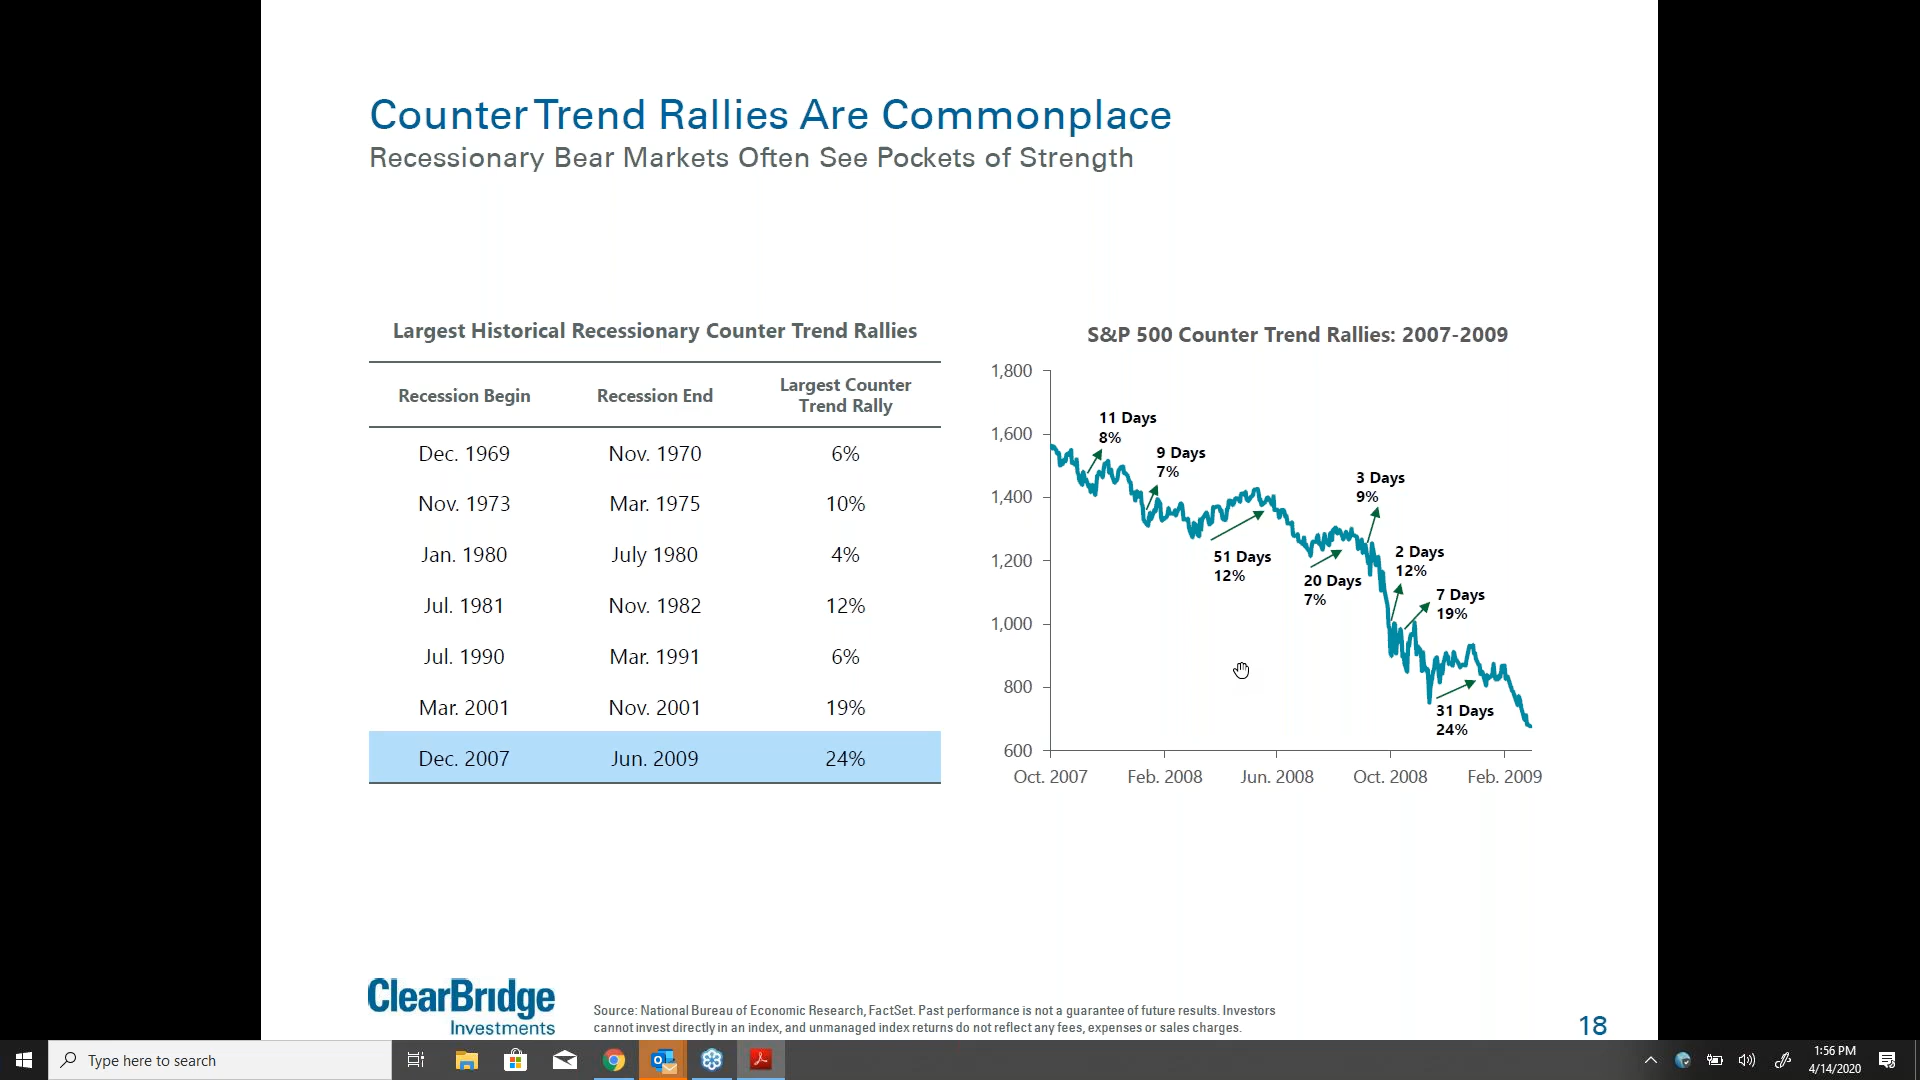 Counter Trend Rallies Are Commonplace
Recessionary Bear Markets Often See Pockets of Strength
Largest Historical Recessionary Counter Trend Rallies
Recession Begin Recession End Largest Counter
Trend Rally
Dec. 1969 Nov. 1970 6%
Nov. 1973 Mar. 1975 10%
Jan. 1980 July 1980 4%
Jul. 1981 Nov. 1982 12%
Jul. 1990 Mar. 1991 6%
Mar. 2001 Nov. 2001 19%
Dec. 2007 Jun. 2009 24%
S&P 500 Counter Trend Rallies: 2007-2009
1,800
1,600
1,400
1,200
1,000
800
600
11 Days
8%
9 Days
7%
51 Days
12%
20 Days
7%
3 Days
9%
2 Days
12%
7 Days
19%
31 Days
24%
Oct. 2007 Feb. 2008 Jun. 2008 Oct. 2008 Feb. 2009
ClearBridge
Investments
Source: National Bureau of Economic Research, FactSet. Past performance is not a guarantee of future results. Investors
cannot invest directly in an index, and unmanaged index returns do not reflect any fees, expenses or sales charges.
18
Type here to search
1:56 PM
4/14/2020